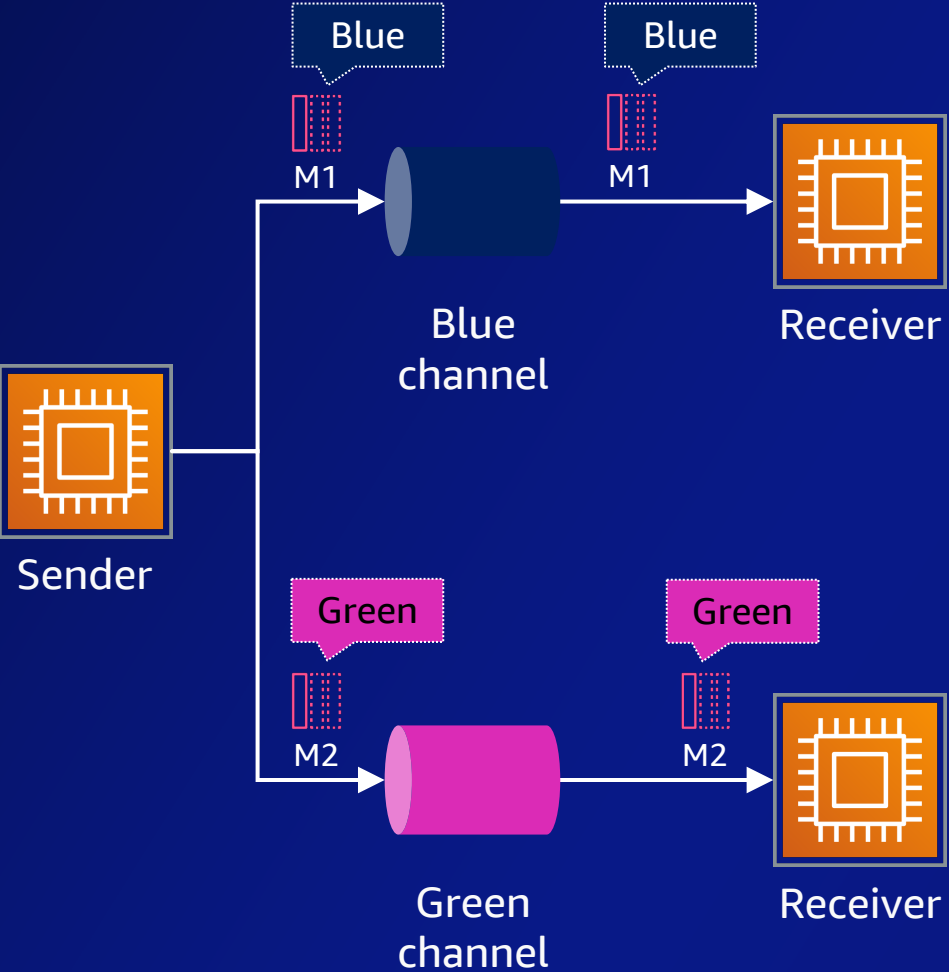 Blue
Blue
M1
M1
Blue
channel
Receiver
Sender
Green
Green
M2
M2
Green
channel
Receiver